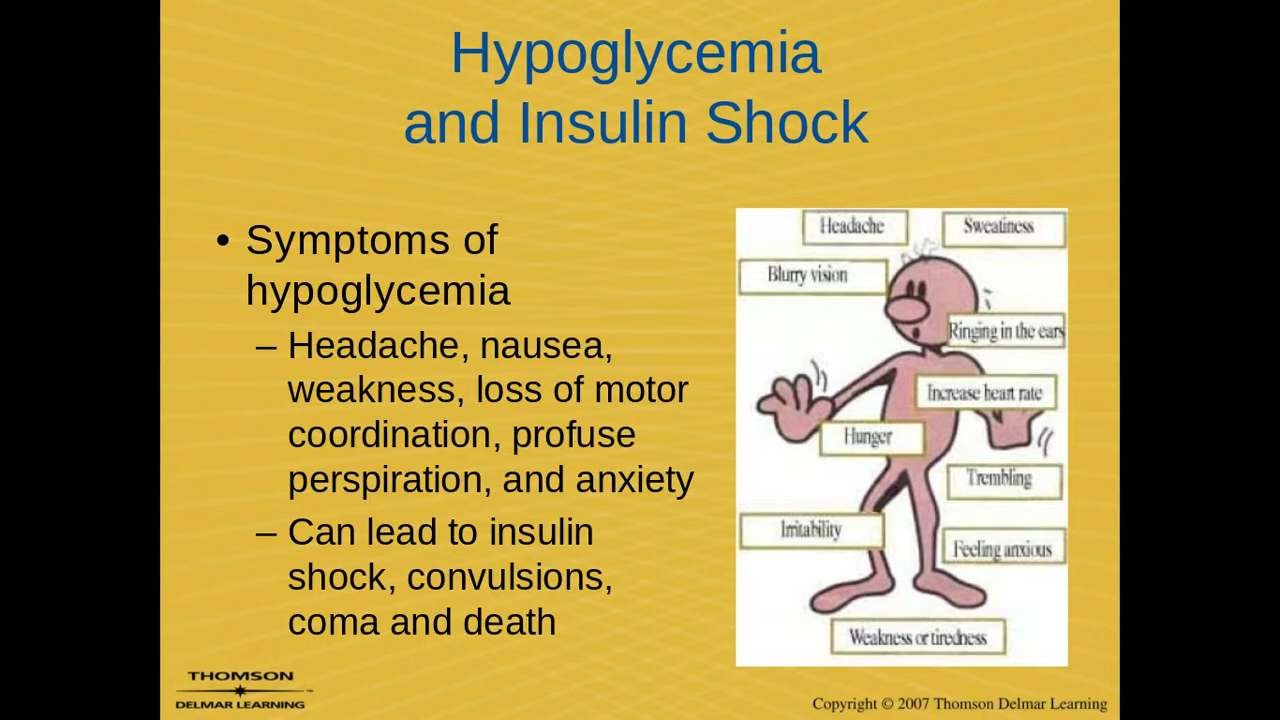 Hypoglycemia
and Insulin Shock
• Symptoms of
hypoglycemia
– Headache, nausea,
weakness, loss of motor
coordination, profuse
perspiration, and anxiety
– Can lead to insulin
shock, convulsions,
coma and death
Headache
Sweatiness
Blurry vision
Ringing in the ears
Increase heart rate
Hunger
Trembling
Irritability
Feeling anxious
Weakness or tiredness
THOMSON
DELMAR LEARNING
Copyright © 2007 Thomson Delmar Learning